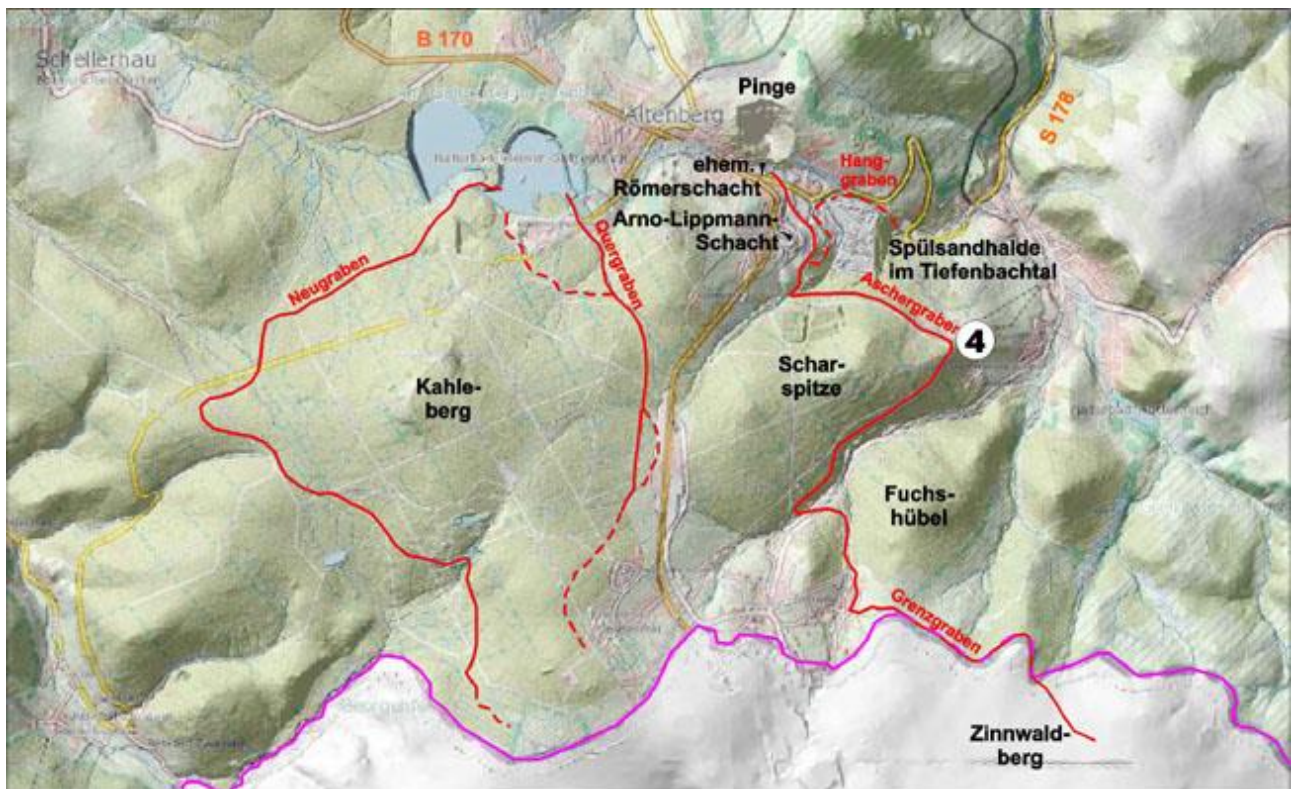 B 170
Schellerhau
Pinge
S 178
Altenberg
ehem.
Römerschacht
Hang-
graben
Arno-Lippmann-
Schacht
Spülsandhalde
im Tiefenbachtal
Neugraben
Quergraben
Aschergraben
4
Kahle-
berg
Schar-
spitze
Fuchs-
hübel
Grenzgraben
Zinnwald-
berg